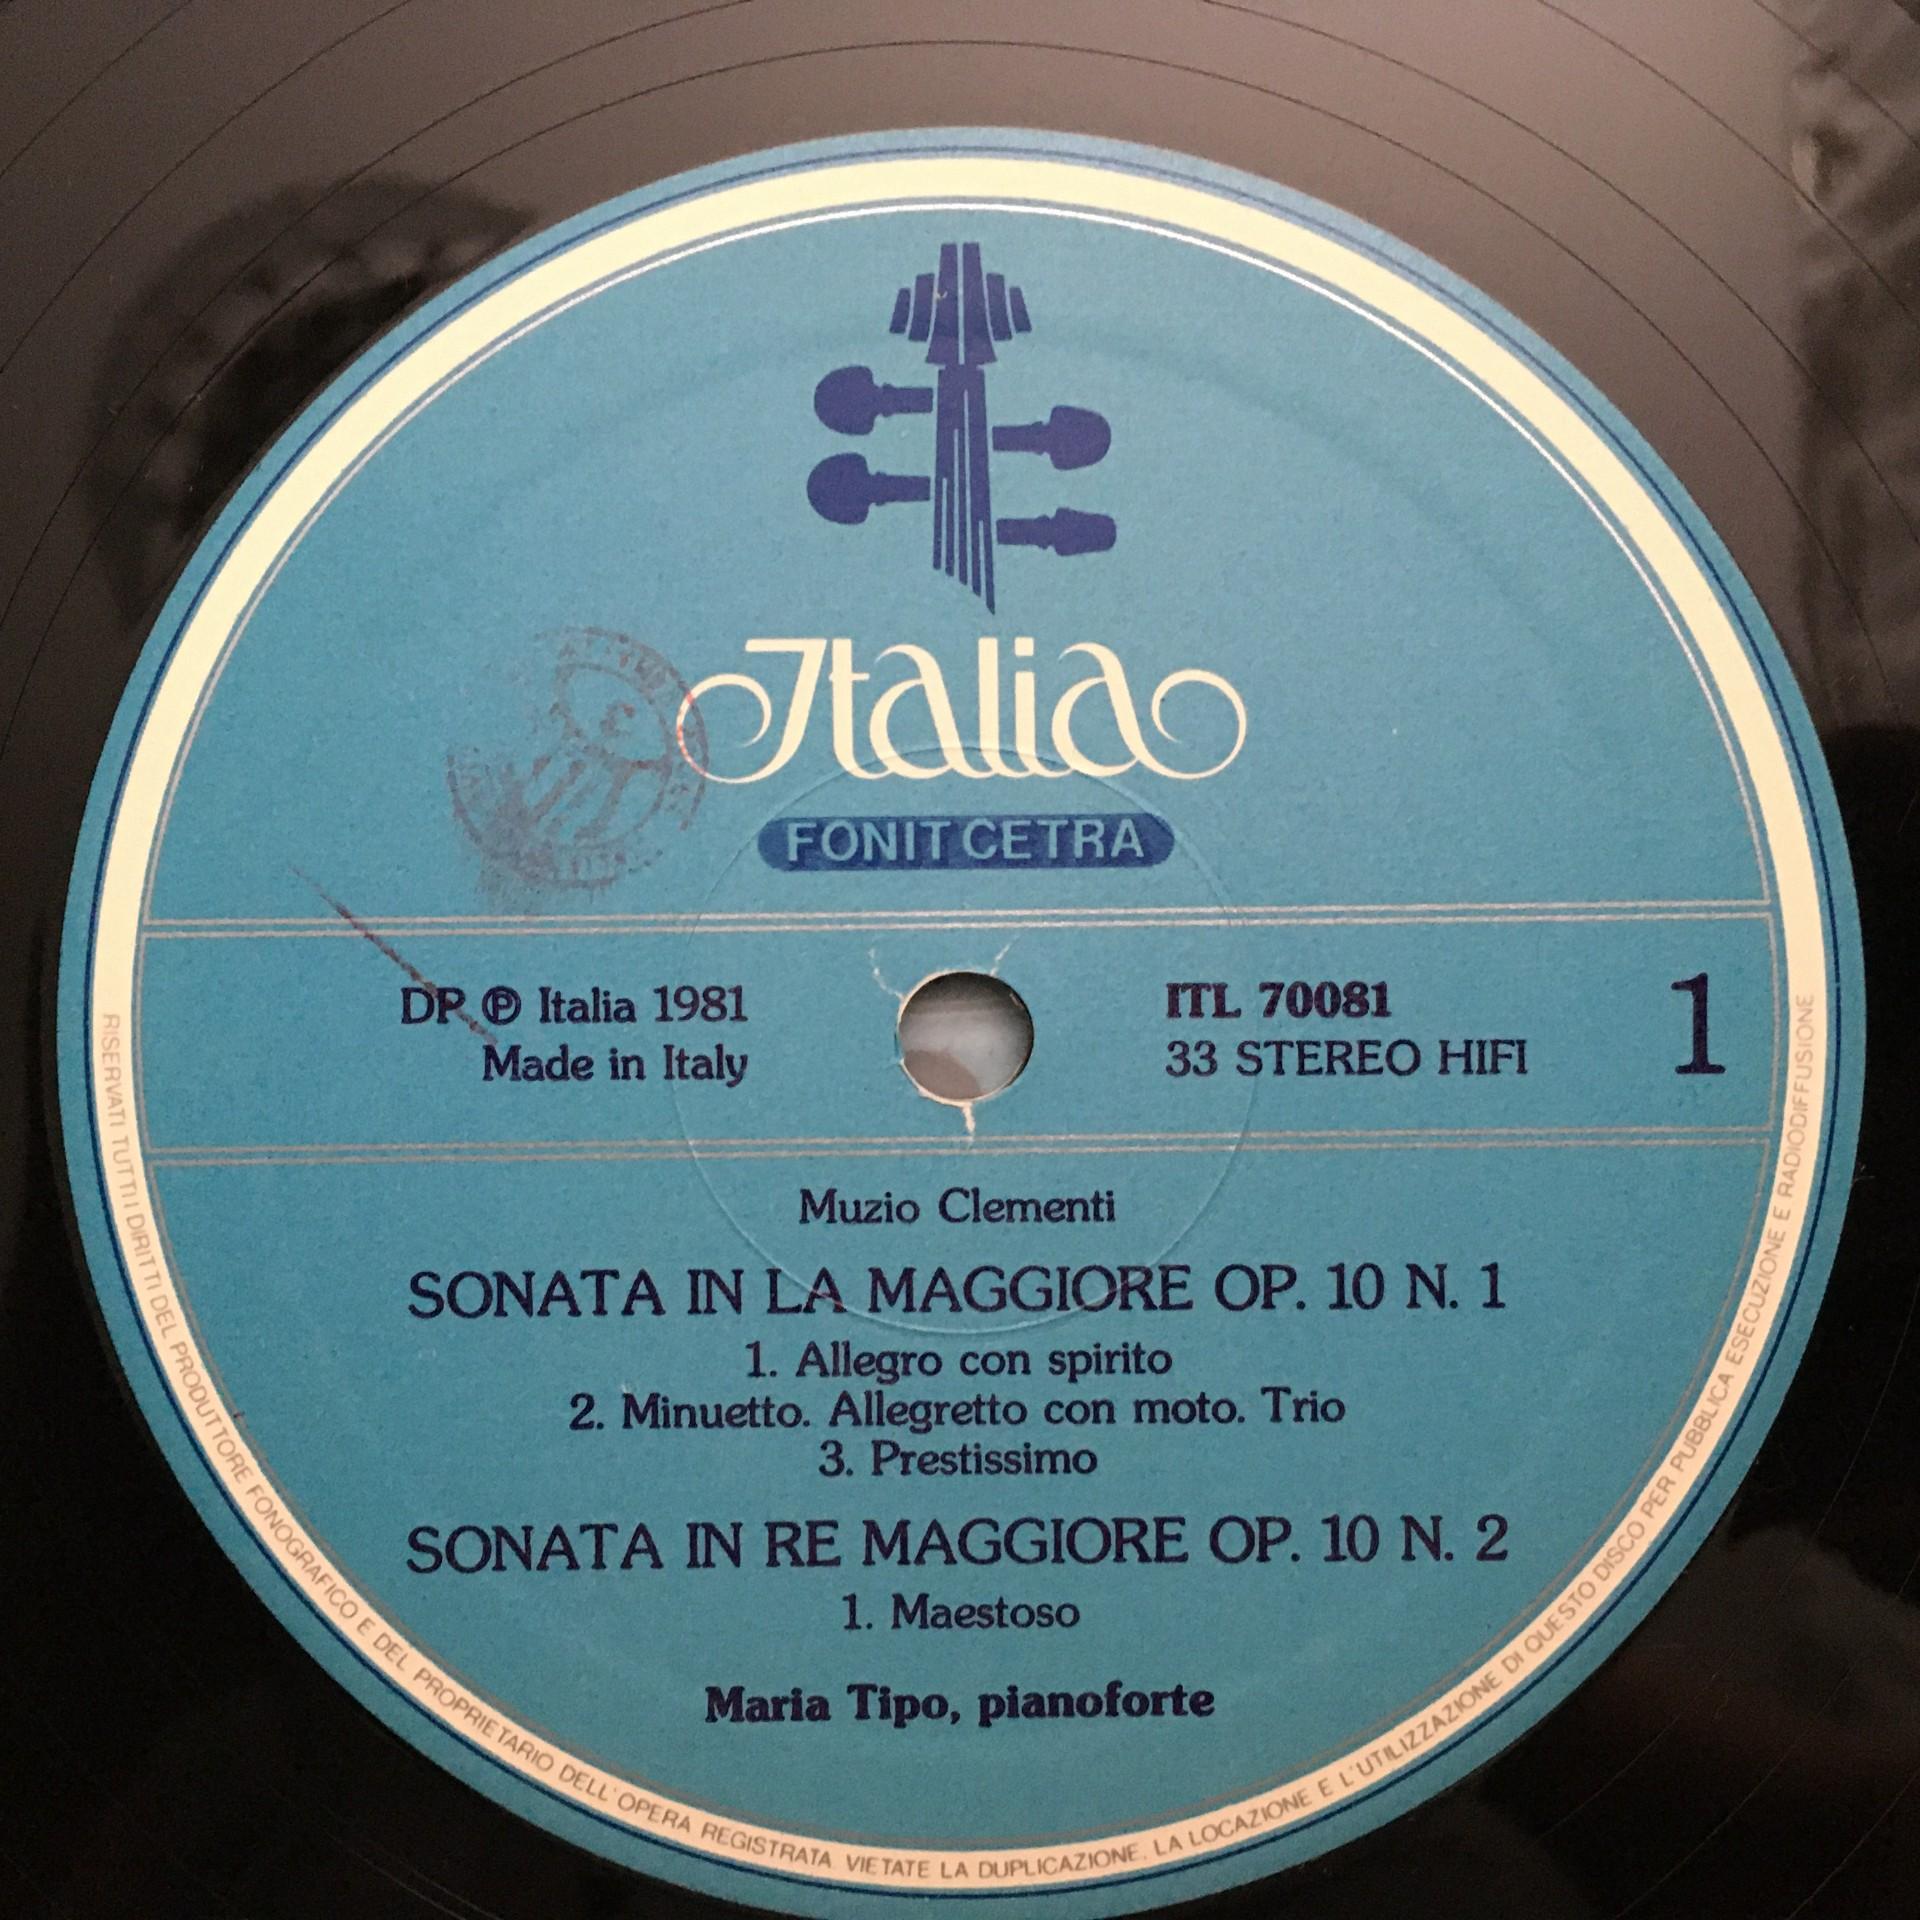 Italia
FONIT CETRA
DP ℗ Italia 1981
Made in Italy
ITL 70081
33 STEREO HIFI
1
Muzio Clementi
SONATA IN LA MAGGIORE OP. 10 N. 1
1. Allegro con spirito
2. Minuetto. Allegretto con moto. Trio
3. Prestissimo
SONATA IN RE MAGGIORE OP. 10 N. 2
1. Maestoso
Maria Tipo, pianoforte
RISERVATI TUTTI I DIRITTI DEL PRODUTTORE FONOGRAFICO E DEL PROPRIETARIO DELL'OPERA REGISTRATA. VIETATE LA DUPLICAZIONE, LA LOCAZIONE E L'UTILIZZAZIONE DI QUESTO DISCO PER PUBBLICA ESECUZIONE E RADIODIFFUSIONE